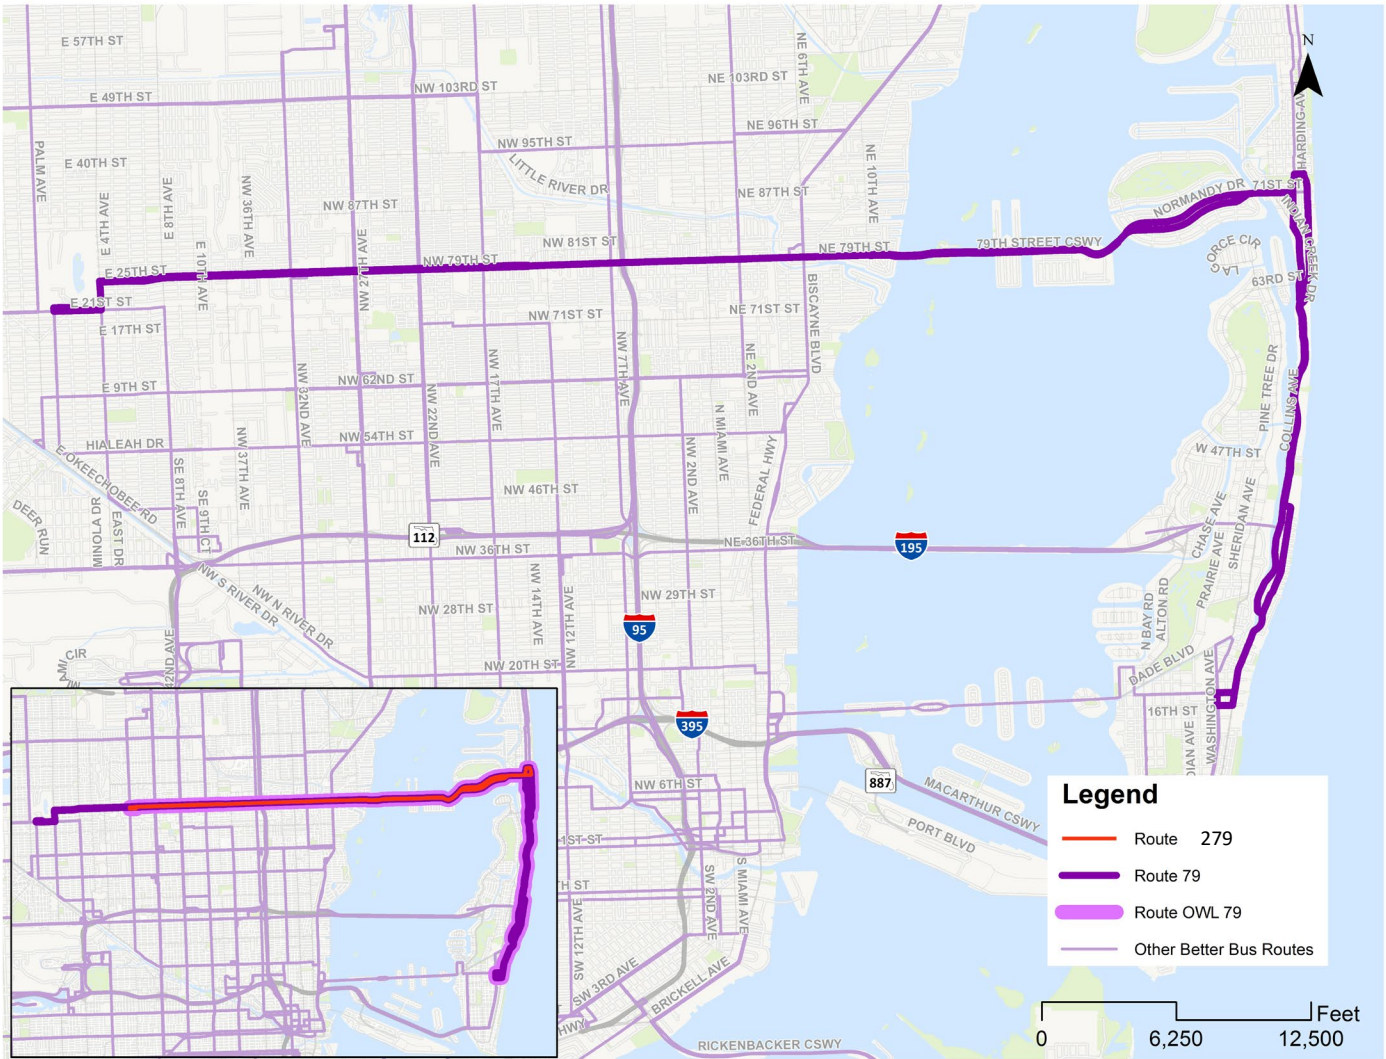 E 57TH ST
NE 6TH AVE
N
NE 103RD ST
NW 103RD ST
E 49TH ST
HARDING AV
NE 96TH ST
NW 95TH ST
PALM AVE
E 40TH ST
LITTLE RIVER DR
NE 10TH AVE
E 4TH AVE
E 8TH AVE
NW 36TH AVE
NE 87TH ST
NORMANDY DR
71ST ST
NW 87TH ST
INDIAN CREEK DR
NW 27TH AVE
E 10TH AVE
NW 81ST ST
NE 79TH ST
79TH STREET CSWY
LAGORCE CIR
NW 79TH ST
E 25TH ST
63RD ST
E 21ST ST
BISCAYNE BLVD
E 17TH ST
NW 71ST ST
NE 71ST ST
NW 7TH AVE
NE 2ND AVE
NW 17TH AVE
NW 32ND AVE
PINE TREE DR
COLLINS AVE
E 9TH ST
NW 62ND ST
NW 22ND AVE
N MIAMI AVE
HIALEAH DR
NW 54TH ST
NW 37TH AVE
NW 2ND AVE
FEDERAL HWY
W 47TH ST
E OKEECHOBEE RD
SE 8TH AVE
SE 9TH CT
NW 46TH ST
DEER RUN
MINOLA DR
EAST DR
CHASE AVE
SHERIDAN AVE
PRAIRIE AVE
112
NW 36TH ST
NE 36TH ST
195
NW S RIVER DR
NW N RIVER DR
NW 14TH AVE
NW 12TH AVE
NW 28TH ST
NW 29TH ST
95
N BAY RD
ALTON RD
42ND AVE
AMI CIR
NW 20TH ST
DADE BLVD
WASHINGTON AVE
16TH ST
DIAN AVE
395
NW 6TH ST
887
MACARTHUR CSWY
PORT BLVD
1ST ST
H ST
SW 12TH AVE
SW 2ND AVE
S MIAMI AVE
SW 3RD AVE
BRICKELL AVE
HWY
RICKENBACKER CSWY
Legend
Route 279
Route 79
Route OWL 79
Other Better Bus Routes
Feet
0 6,250 12,500